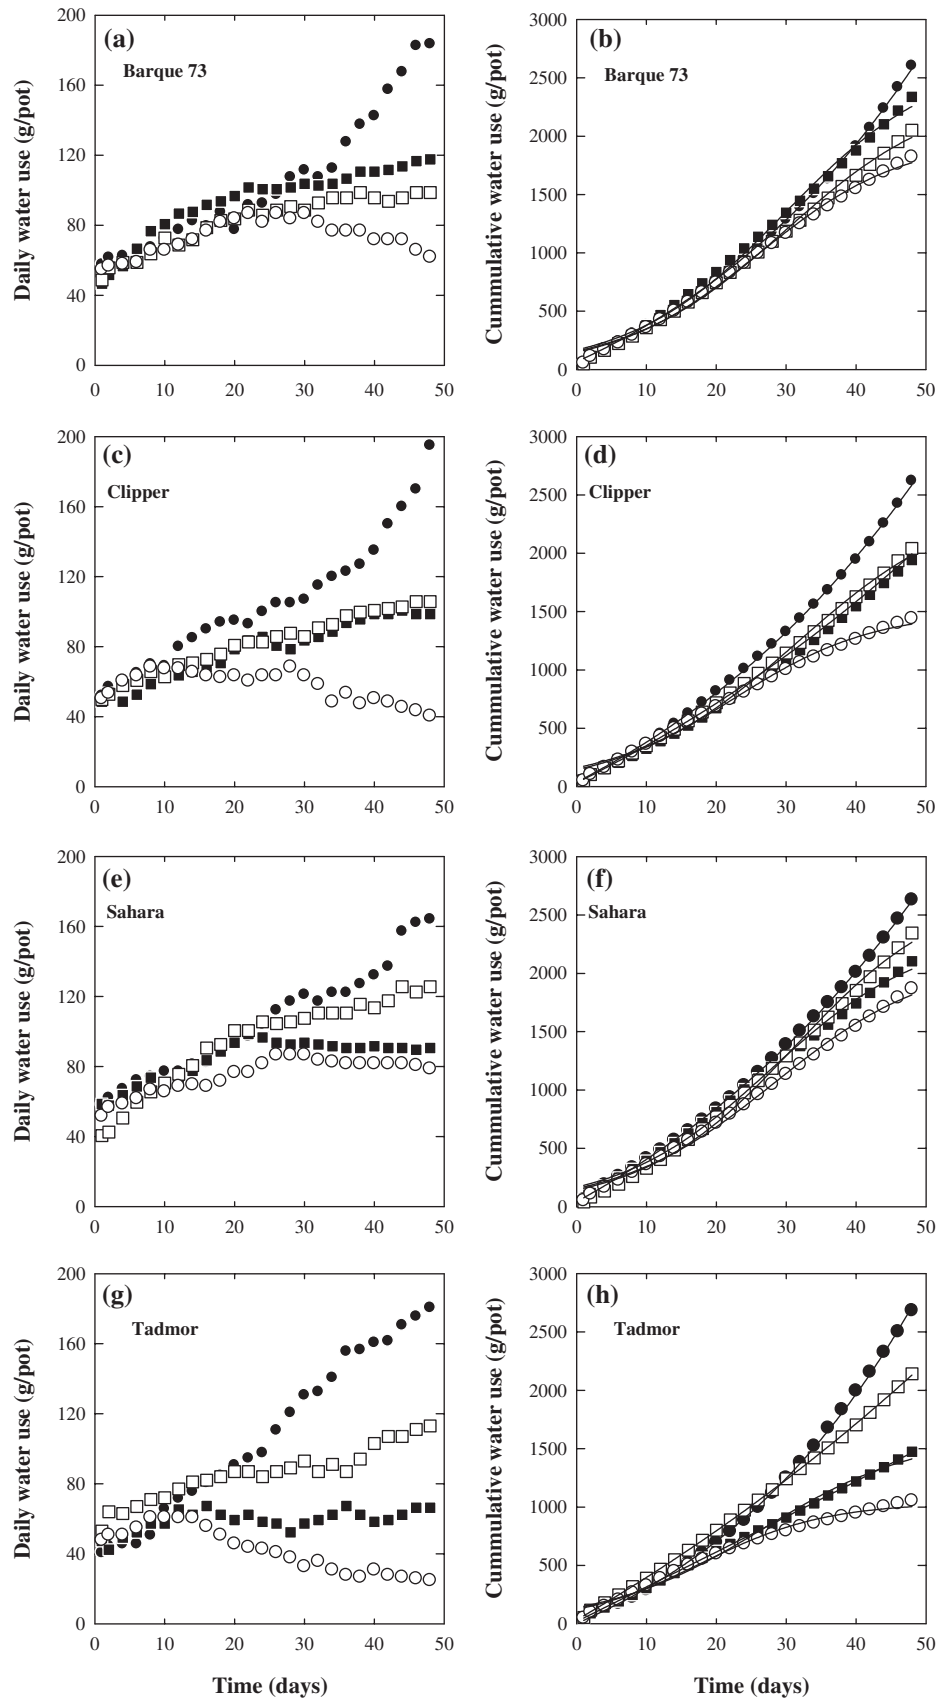 200
160
120
80
40
0
0 10 20 30 40 50
Daily water use (g/pot)
(a)
Barque 73
3000
2500
2000
1500
1000
500
0
0 10 20 30 40 50
Cummulative water use (g/pot)
(b)
Barque 73
200
160
120
80
40
0
0 10 20 30 40 50
Daily water use (g/pot)
(c)
Clipper
3000
2500
2000
1500
1000
500
0
0 10 20 30 40 50
Cummulative water use (g/pot)
(d)
Clipper
200
160
120
80
40
0
0 10 20 30 40 50
Daily water use (g/pot)
(e)
Sahara
3000
2500
2000
1500
1000
500
0
0 10 20 30 40 50
Cummulative water use (g/pot)
(f)
Sahara
200
160
120
80
40
0
0 10 20 30 40 50
Daily water use (g/pot)
(g)
Tadmor
Time (days)
3000
2500
2000
1500
1000
500
0
0 10 20 30 40 50
Cummulative water use (g/pot)
(h)
Tadmor
Time (days)